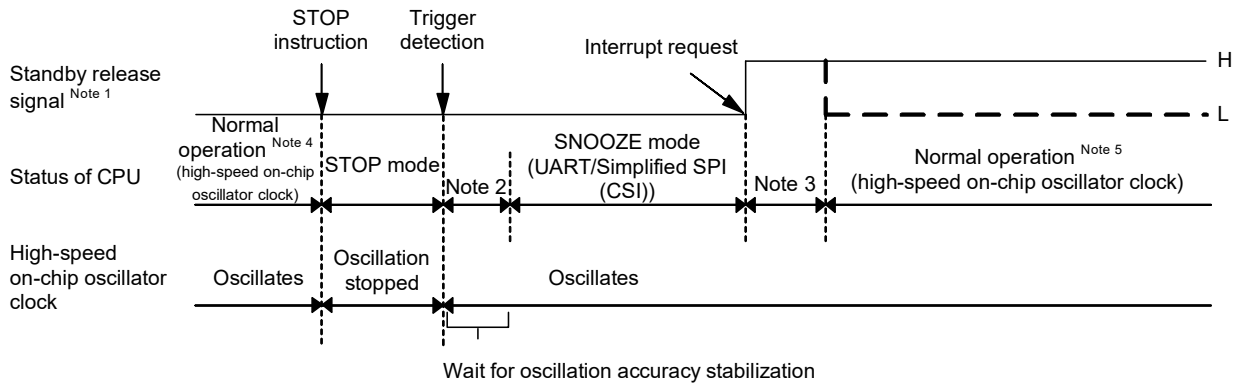 STOP
instruction
Trigger
detection
Interrupt request
Standby release
signal Note 1
H
L
Status of CPU
Normal
operation Note 4
(high-speed on-chip
oscillator clock)
STOP mode
Note 2
SNOOZE mode
(UART/Simplified SPI
(CSI))
Note 3
Normal operation Note 5
(high-speed on-chip oscillator clock)
High-speed
on-chip oscillator
clock
Oscillates
Oscillation
stopped
Oscillates
Wait for oscillation accuracy stabilization